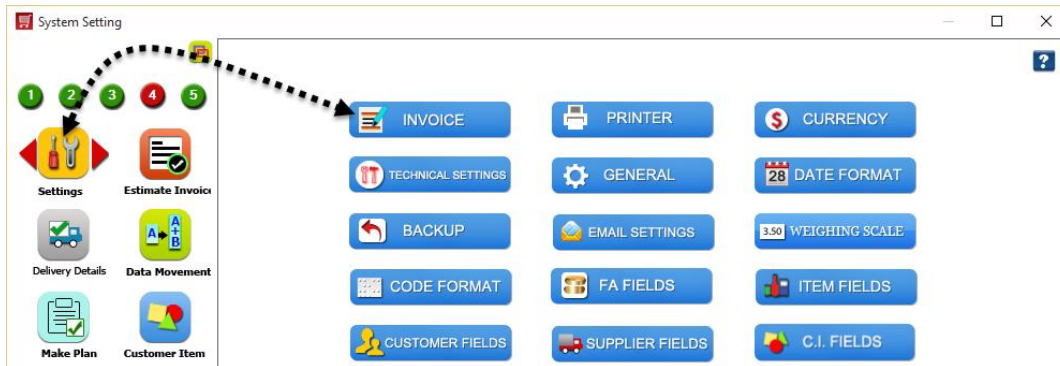 System Setting
?
1 2 3 4 5
Settings
Estimate Invoice
Delivery Details
A
A+B
Data Movement
Make Plan
Customer Item
INVOICE
PRINTER
$ CURRENCY
TECHNICAL SETTINGS
GENERAL
28 DATE FORMAT
BACKUP
EMAIL SETTINGS
3.50 WEIGHING SCALE
CODE FORMAT
FA FIELDS
ITEM FIELDS
CUSTOMER FIELDS
SUPPLIER FIELDS
C.I. FIELDS